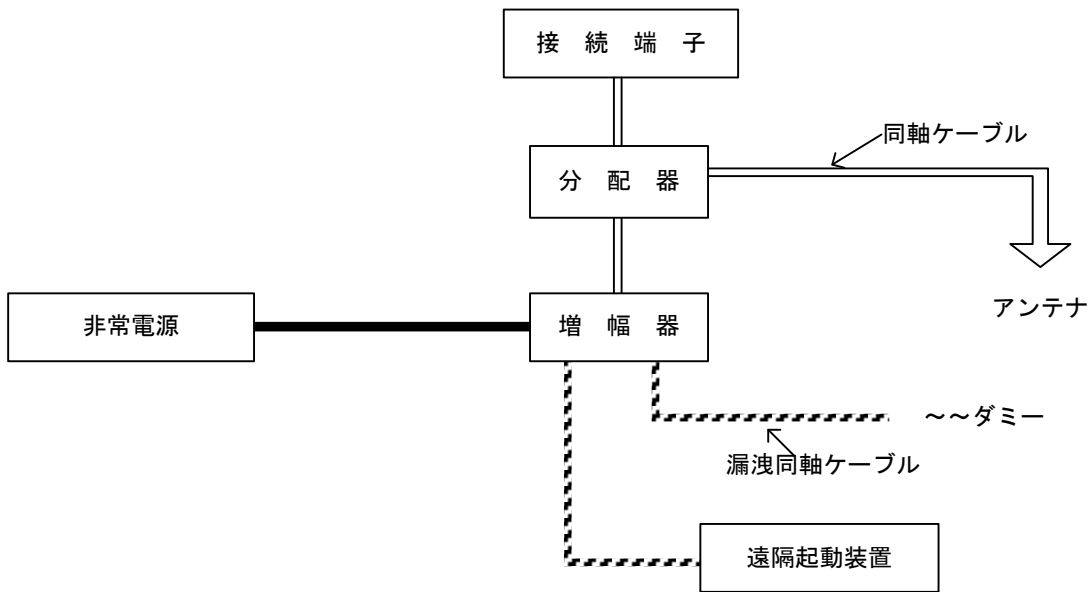 接 続 端 子
同軸ケーブル
分 配 器
アンテナ
非常電源
増 幅 器
~~ダミー
漏洩同軸ケーブル
遠隔起動装置